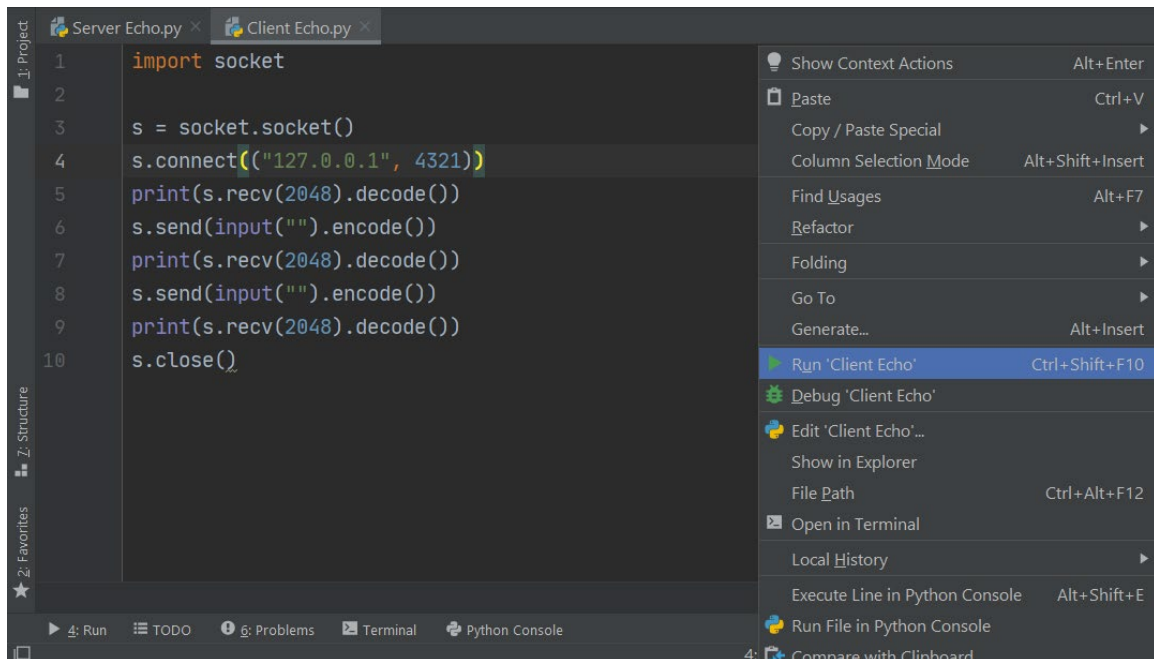 1: Project
Server Echo.py
Client Echo.py
1 import socket
2
3 s = socket.socket()
4 s.connect(("127.0.0.1", 4321))
5 print(s.recv(2048).decode())
6 s.send(input("").encode())
7 print(s.recv(2048).decode())
8 s.send(input("").encode())
9 print(s.recv(2048).decode())
10 s.close()
Show Context Actions Alt+Enter
Paste Ctrl+V
Copy / Paste Special
Column Selection Mode Alt+Shift+Insert
Find Usages Alt+F7
Refactor
Folding
Go To
Generate... Alt+Insert
Run 'Client Echo' Ctrl+Shift+F10
Debug 'Client Echo'
Edit 'Client Echo'...
Show in Explorer
File Path Ctrl+Alt+F12
Open in Terminal
Local History
Execute Line in Python Console Alt+Shift+E
Run File in Python Console
Compare with Clipboard
Z: Structure
2: Favorites
4: Run TODO 6: Problems Terminal Python Console
4: